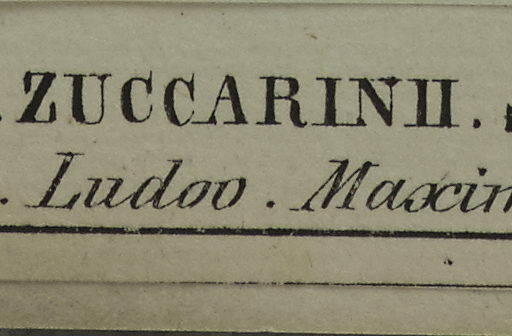 . ZUCCARINII.
. Ludov. Maxim